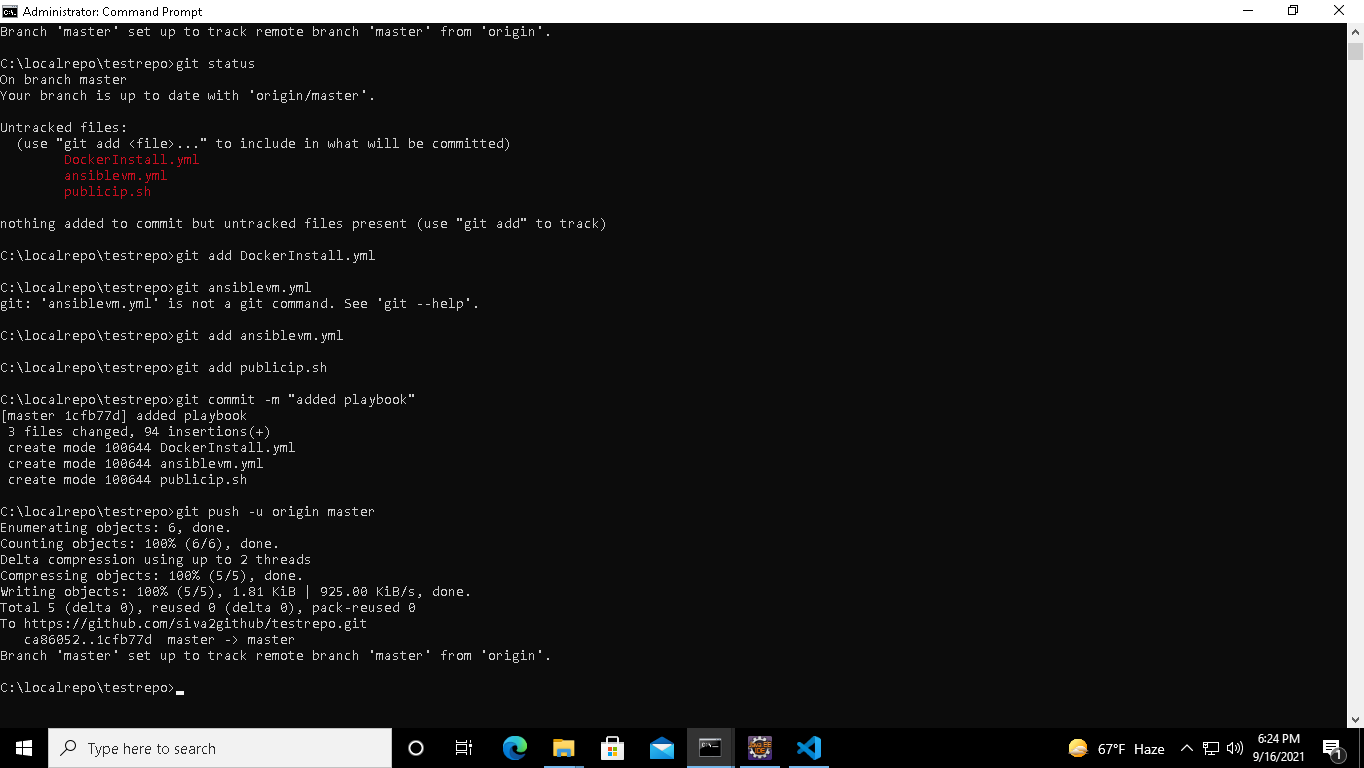 Administrator: Command Prompt
Branch 'master' set up to track remote branch 'master' from 'origin'.
C:\localrepo\testrepo>git status
On branch master
Your branch is up to date with 'origin/master'.
Untracked files:
(use "git add <file>..." to include in what will be committed)
DockerInstall.yml
ansiblevm.yml
publicip.sh
nothing added to commit but untracked files present (use "git add" to track)
C:\localrepo\testrepo>git add DockerInstall.yml
C:\localrepo\testrepo>git ansiblevm.yml
git: 'ansiblevm.yml' is not a git command. See 'git --help'.
C:\localrepo\testrepo>git add ansiblevm.yml
C:\localrepo\testrepo>git add publicip.sh
C:\localrepo\testrepo>git commit -m "added playbook"
[master 1cfb77d] added playbook
3 files changed, 94 insertions(+)
create mode 100644 DockerInstall.yml
create mode 100644 ansiblevm.yml
create mode 100644 publicip.sh
C:\localrepo\testrepo>git push -u origin master
Enumerating objects: 6, done.
Counting objects: 100% (6/6), done.
Delta compression using up to 2 threads
Compressing objects: 100% (5/5), done.
Writing objects: 100% (5/5), 1.81 KiB | 925.00 KiB/s, done.
Total 5 (delta 0), reused 0 (delta 0), pack-reused 0
To https://github.com/siva2github/testrepo.git
ca86052..1cfb77d  master -> master
Branch 'master' set up to track remote branch 'master' from 'origin'.
C:\localrepo\testrepo>
Type here to search
67°F Haze
6:24 PM
9/16/2021
1